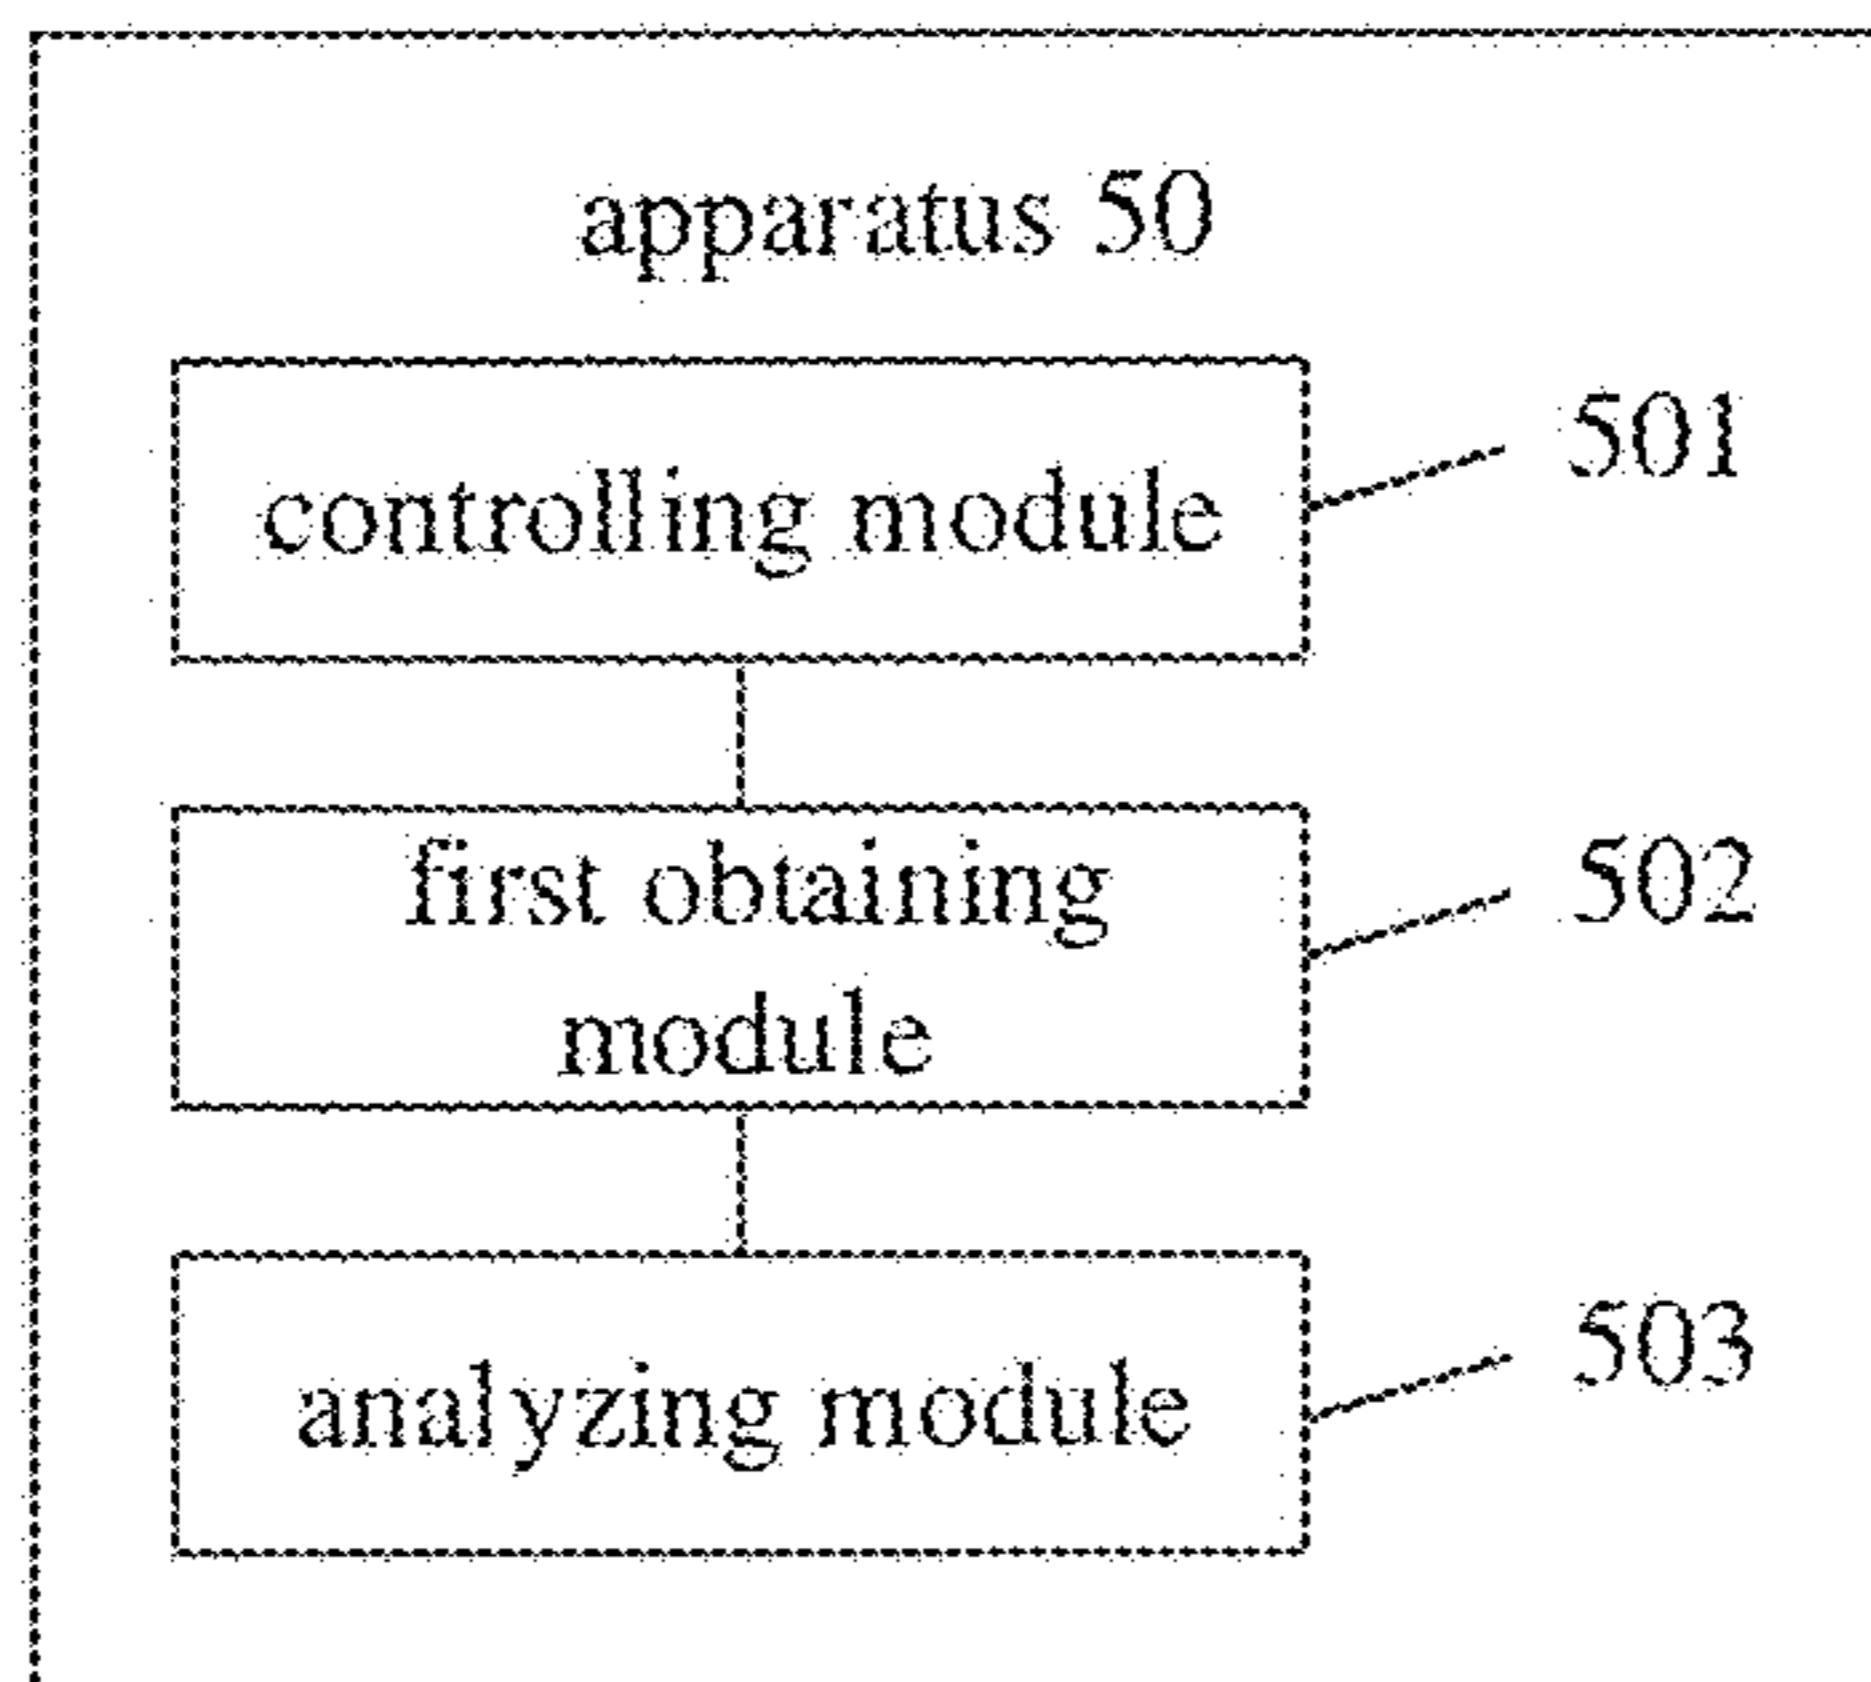 apparatus 50
controlling module
501
first obtaining
module
502
analyzing module
503